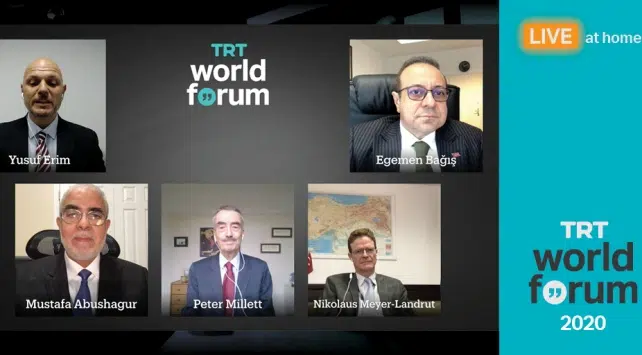 TRT
world
forum
Yusuf Erim
Egemen Bağış
Mustafa Abushagur
Peter Millett
Nikolaus Meyer-Landrut
LIVE at home
TRT
world
forum
2020